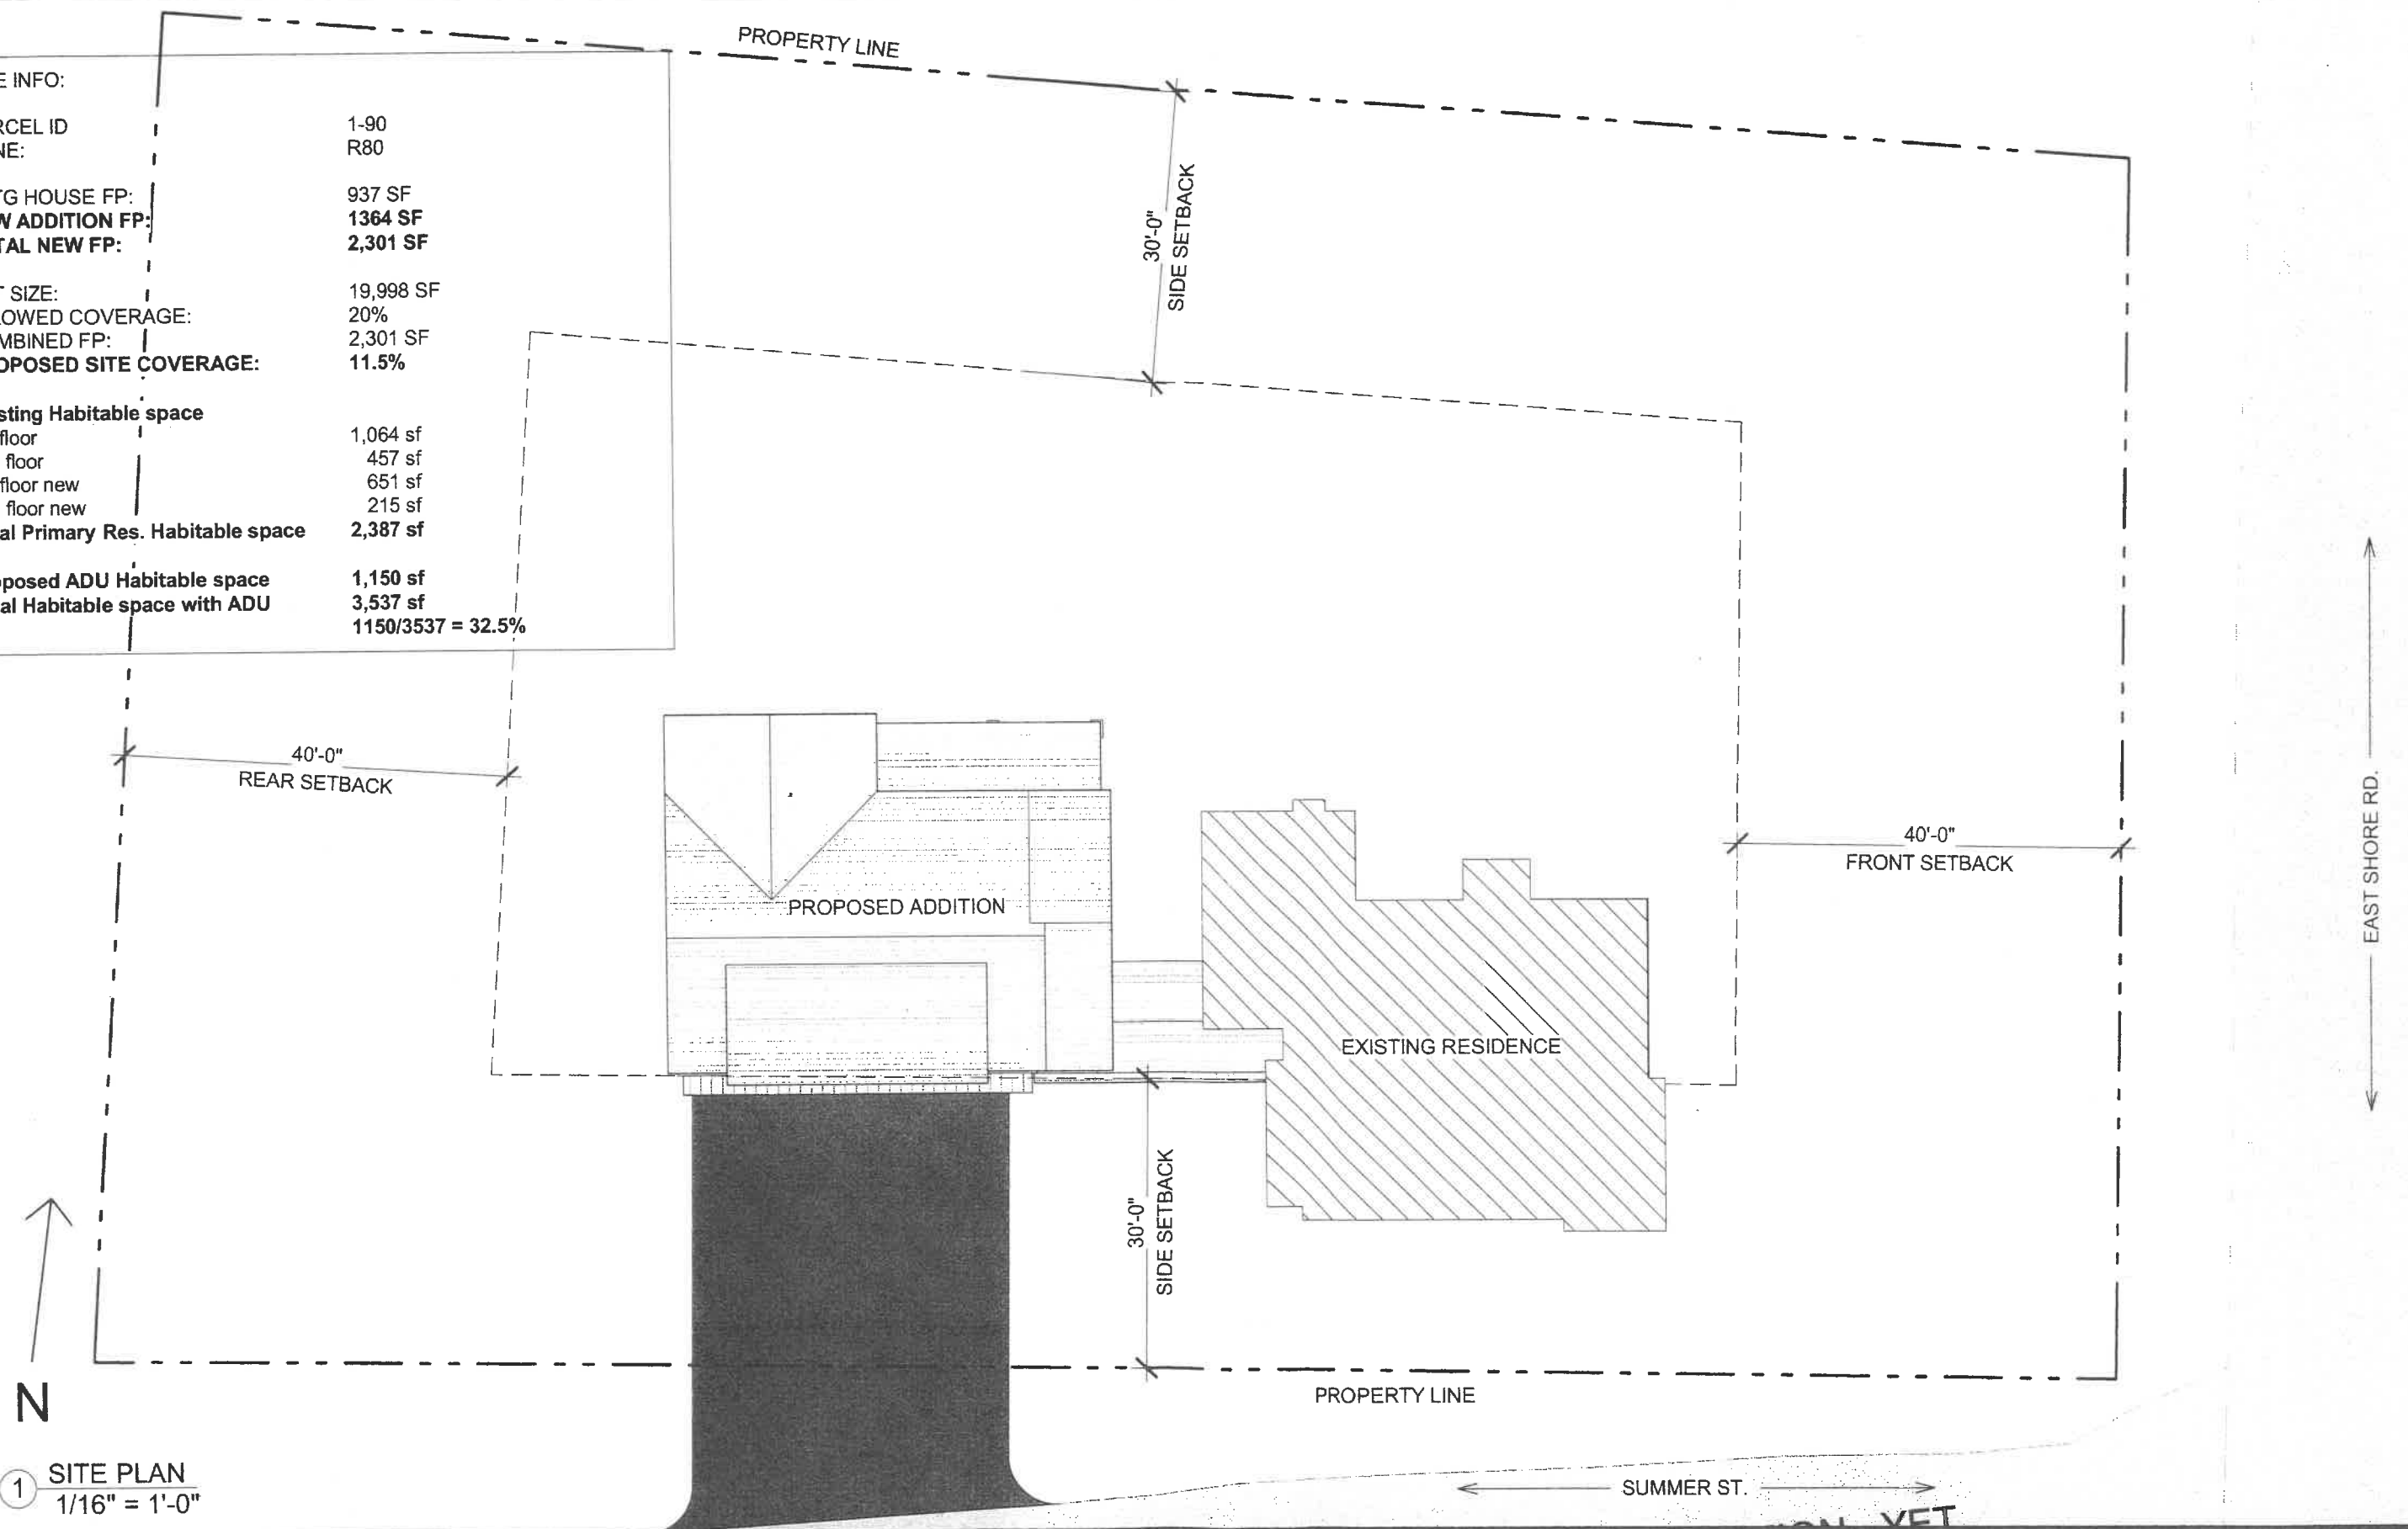 PROPERTY LINE
E INFO:
RCEL ID 1-90
NE: R80
TG HOUSE FP: 937 SF
W ADDITION FP: 1364 SF
TAL NEW FP: 2,301 SF
T SIZE: 19,998 SF
LOWED COVERAGE: 20%
MBINED FP: 2,301 SF
OPOSED SITE COVERAGE: 11.5%
sting Habitable space
floor 1,064 sf
floor 457 sf
floor new 651 sf
floor new 215 sf
al Primary Res. Habitable space 2,387 sf
posed ADU Habitable space 1,150 sf
al Habitable space with ADU 3,537 sf
1150/3537 = 32.5%
30'-0"
SIDE SETBACK
40'-0"
REAR SETBACK
40'-0"
FRONT SETBACK
EAST SHORE RD.
PROPOSED ADDITION
EXISTING RESIDENCE
30'-0"
SIDE SETBACK
N
PROPERTY LINE
1 SITE PLAN
1/16" = 1'-0"
SUMMER ST.
YET